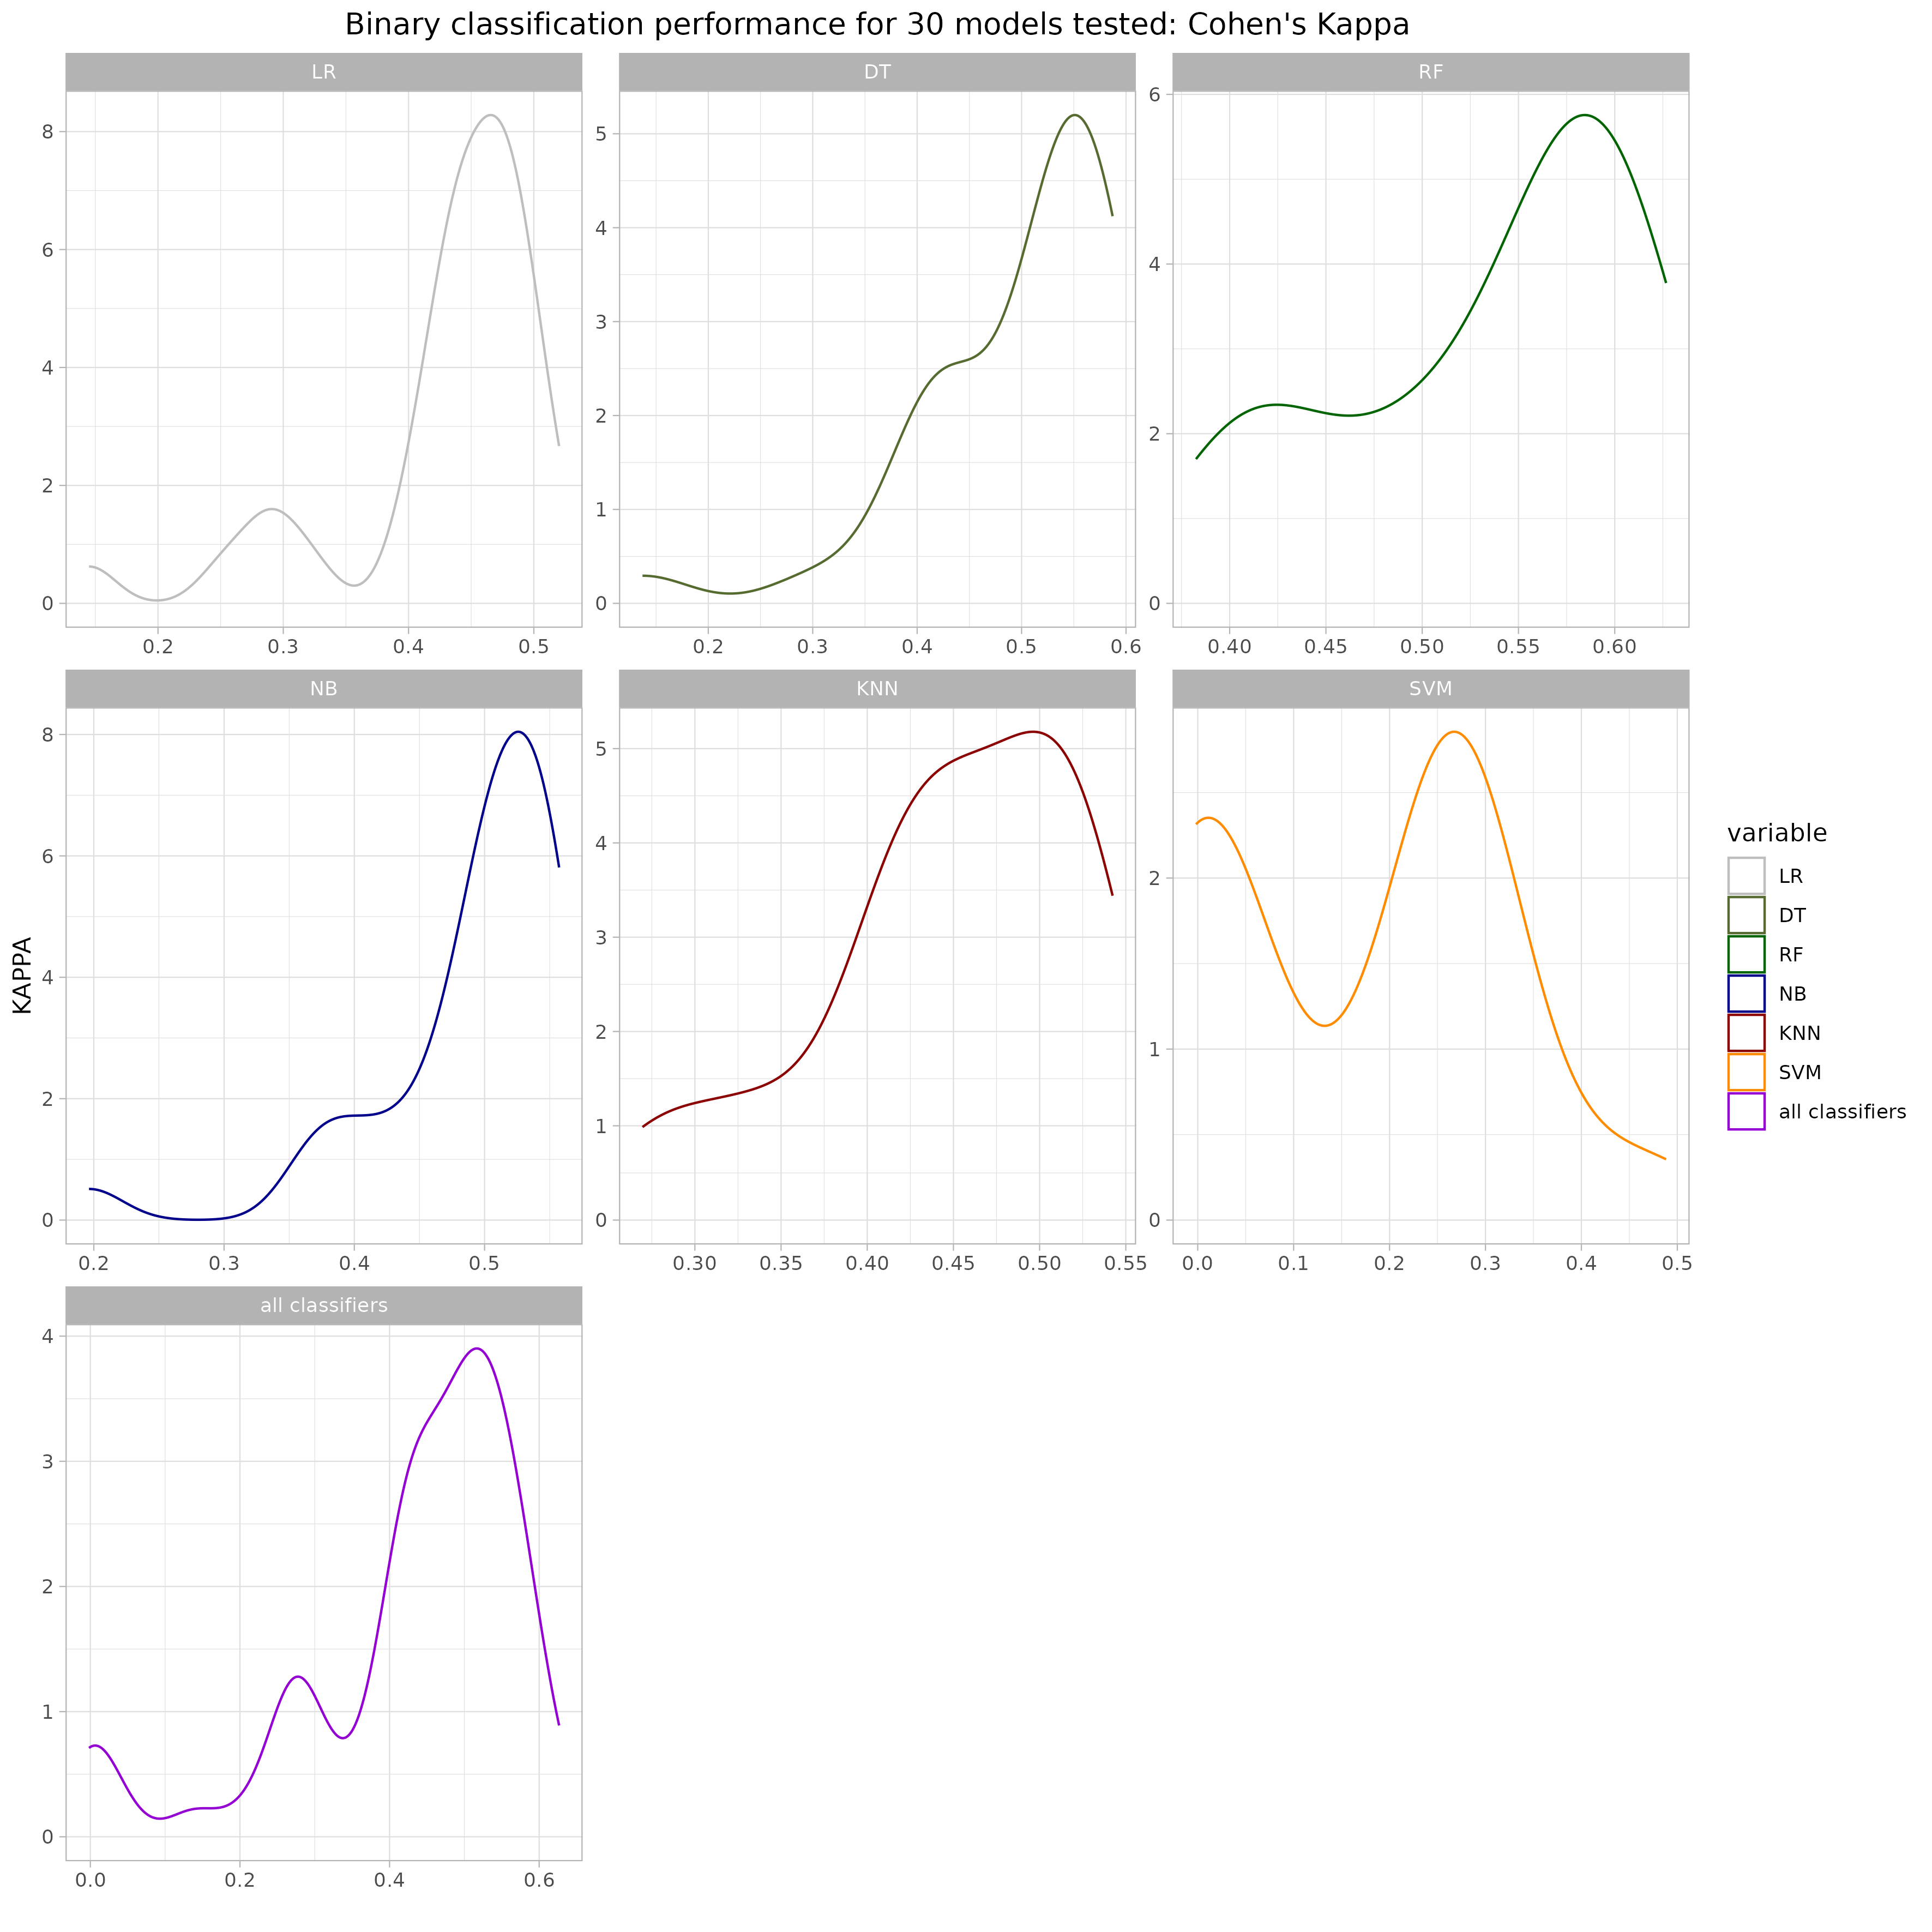 Binary classification performance for 30 models tested: Cohen's Kappa
LR
DT
RF
8
6
4
2
0
0.2 0.3 0.4 0.5
5
4
3
2
1
0
0.2 0.3 0.4 0.5 0.6
6
4
2
0
0.40 0.45 0.50 0.55 0.60
NB
KNN
SVM
KAPPA
8
6
4
2
0
0.2 0.3 0.4 0.5
5
4
3
2
1
0
0.30 0.35 0.40 0.45 0.50 0.55
2
1
0
0.0 0.1 0.2 0.3 0.4 0.5
all classifiers
4
3
2
1
0
0.0 0.2 0.4 0.6
variable
LR
DT
RF
NB
KNN
SVM
all classifiers